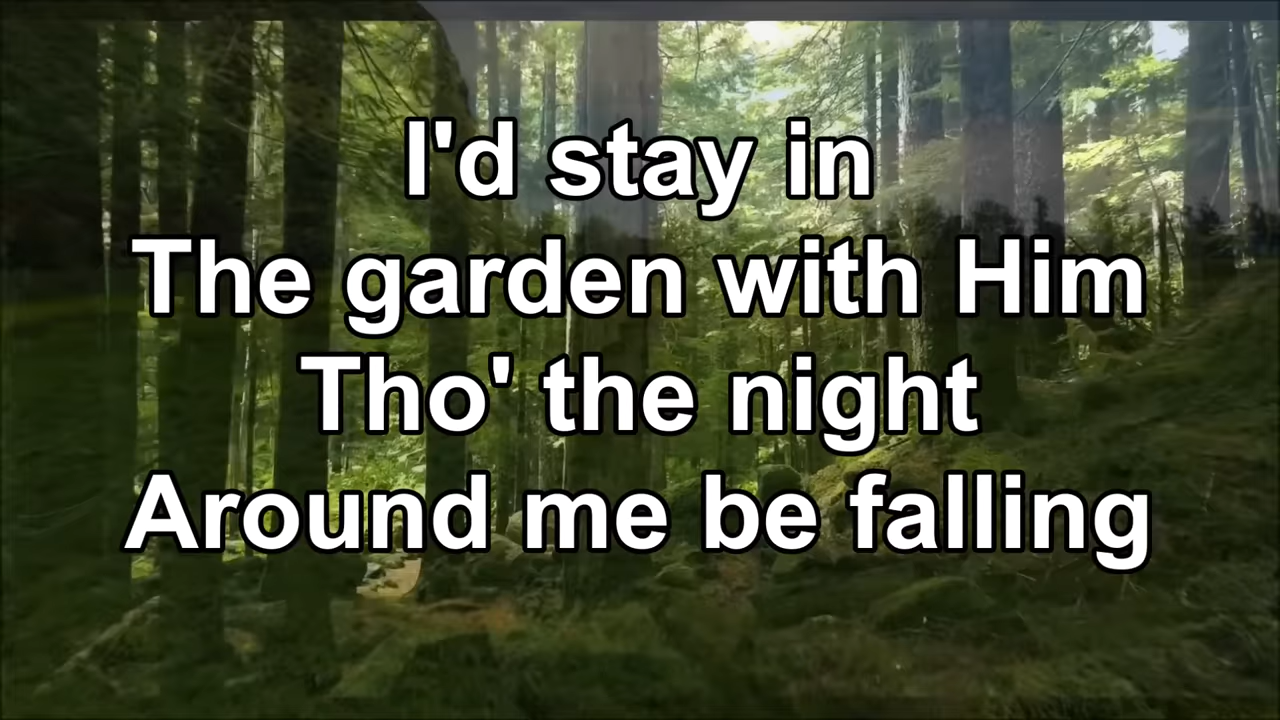 I'd stay in
The garden with Him
Tho' the night
Around me be falling